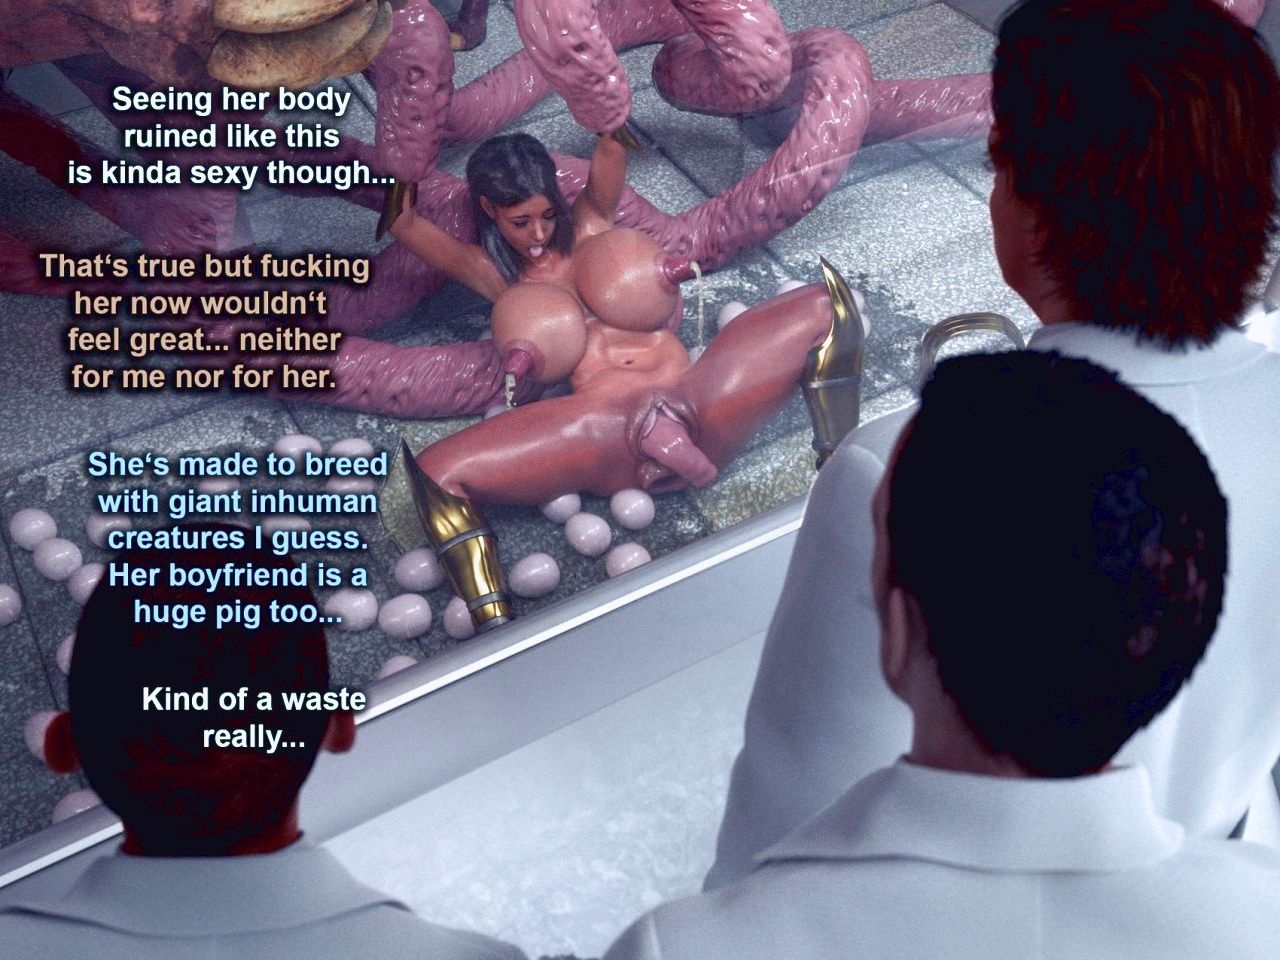 Seeing her body
ruined like this
is kinda sexy though...
That‘s true but fucking
her now wouldn‘t
feel great... neither
for me nor for her.
She‘s made to breed
with giant inhuman
creatures I guess.
Her boyfriend is a
huge pig too...
Kind of a waste
really...